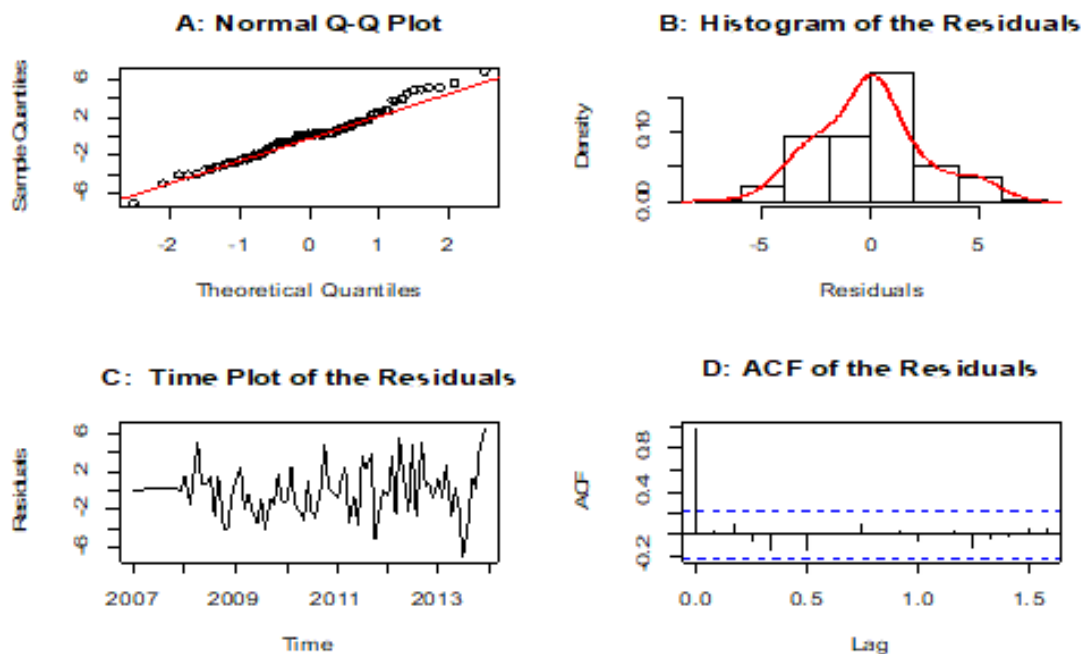 A: Normal Q-Q Plot
Sample Quantiles
6
2
-2
-6
-2
-1
0
1
2
Theoretical Quantiles
B: Histogram of the Residuals
Density
0.10
0.00
-5
0
5
Residuals
C: Time Plot of the Residuals
Residuals
6
2
-2
-6
2007
2009
2011
2013
Time
D: ACF of the Residuals
ACF
0.8
0.4
-0.2
0.0
0.5
1.0
1.5
Lag